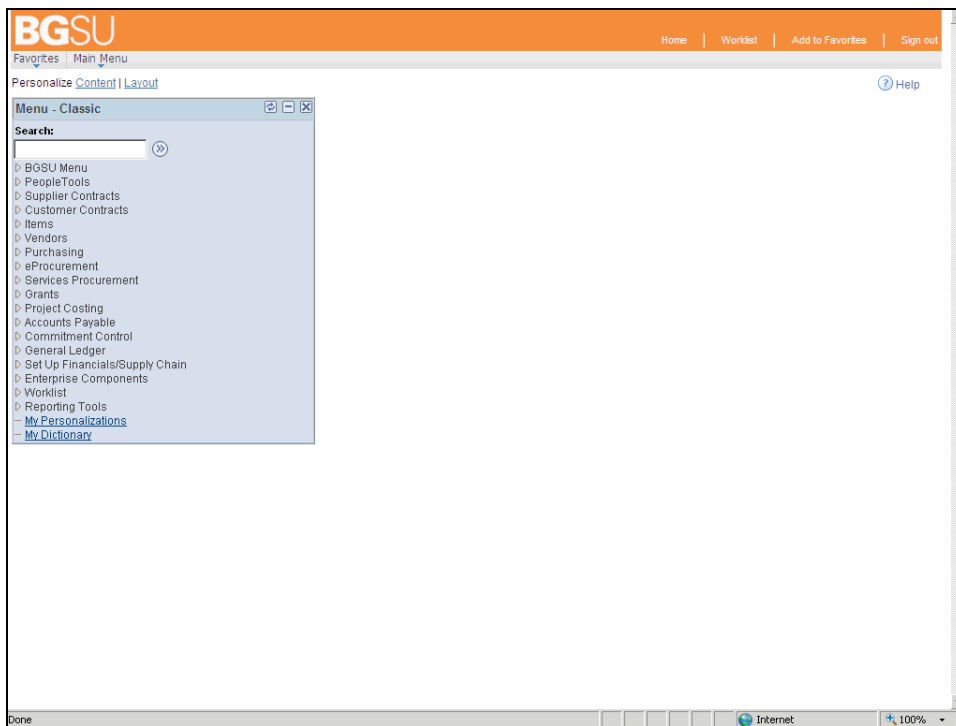 BGSU
Home | Worklist | Add to Favorites | Sign out
Favorites Main Menu
Personalize Content | Layout
Help
Menu - Classic
Search:
BGSU Menu
PeopleTools
Supplier Contracts
Customer Contracts
Items
Vendors
Purchasing
eProcurement
Services Procurement
Grants
Project Costing
Accounts Payable
Commitment Control
General Ledger
Set Up Financials/Supply Chain
Enterprise Components
Worklist
Reporting Tools
My Personalizations
My Dictionary
Done Internet 100%